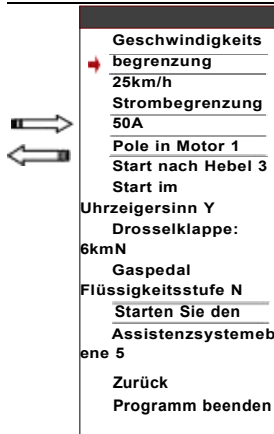 Geschwindigkeits
begrenzung
25km/h
Strombegrenzung
50A
Pole in Motor 1
Start nach Hebel 3
Start im
Uhrzeigersinn Y
Drosselklappe:
6kmN
Gaspedal
Flüssigkeitsstufe N
Starten Sie den
Assistenzsystemeb
ene 5
Zurück
Programm beenden